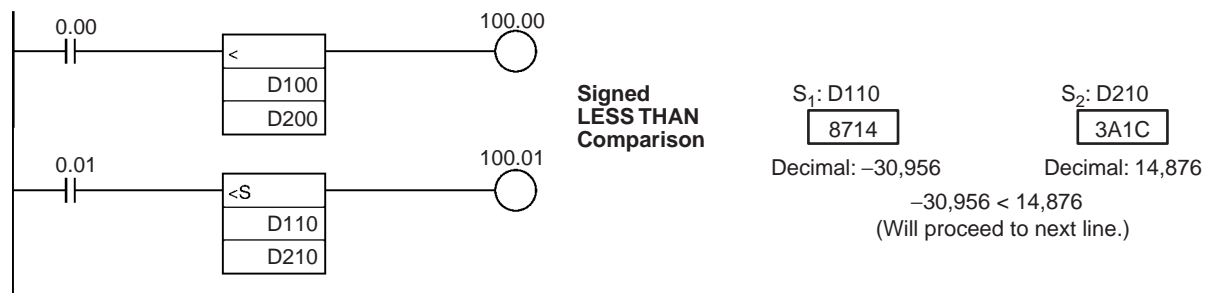 0.00
100.00
<
D100
D200
0.01
100.01
<S
D110
D210
Signed
LESS THAN
Comparison
S1: D110
8714
Decimal: −30,956
S2: D210
3A1C
Decimal: 14,876
−30,956 < 14,876
(Will proceed to next line.)